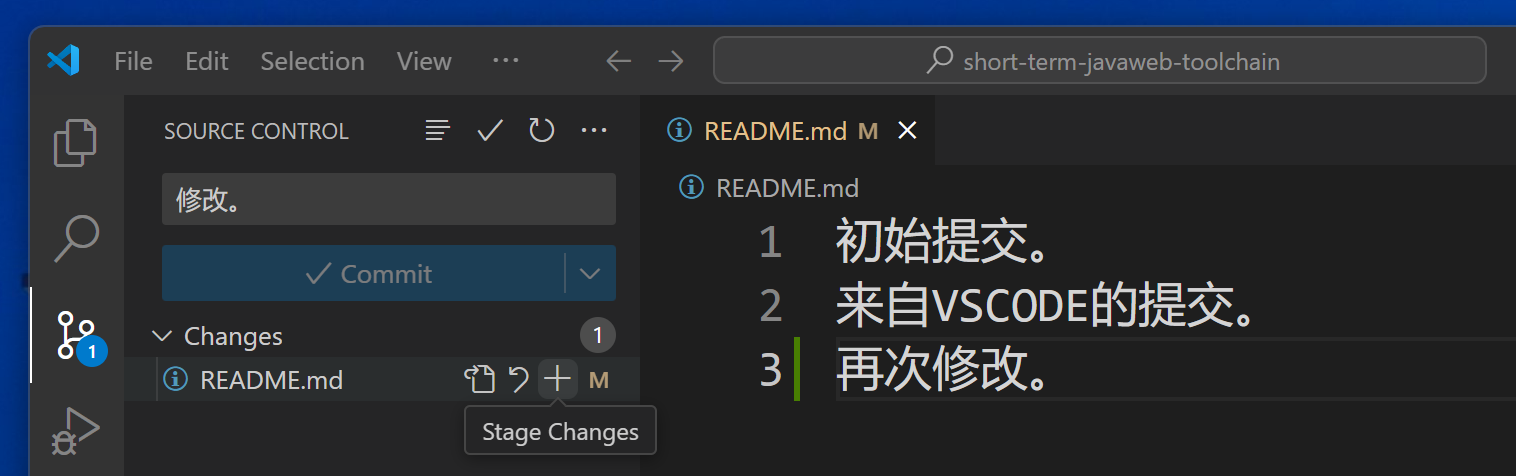 File Edit Selection View ··· short-term-javaweb-toolchain
SOURCE CONTROL
修改。
Commit
Changes 1
README.md M
Stage Changes
1
README.md M
README.md
1 初始提交。
2 来自VSCODE的提交。
3 再次修改。